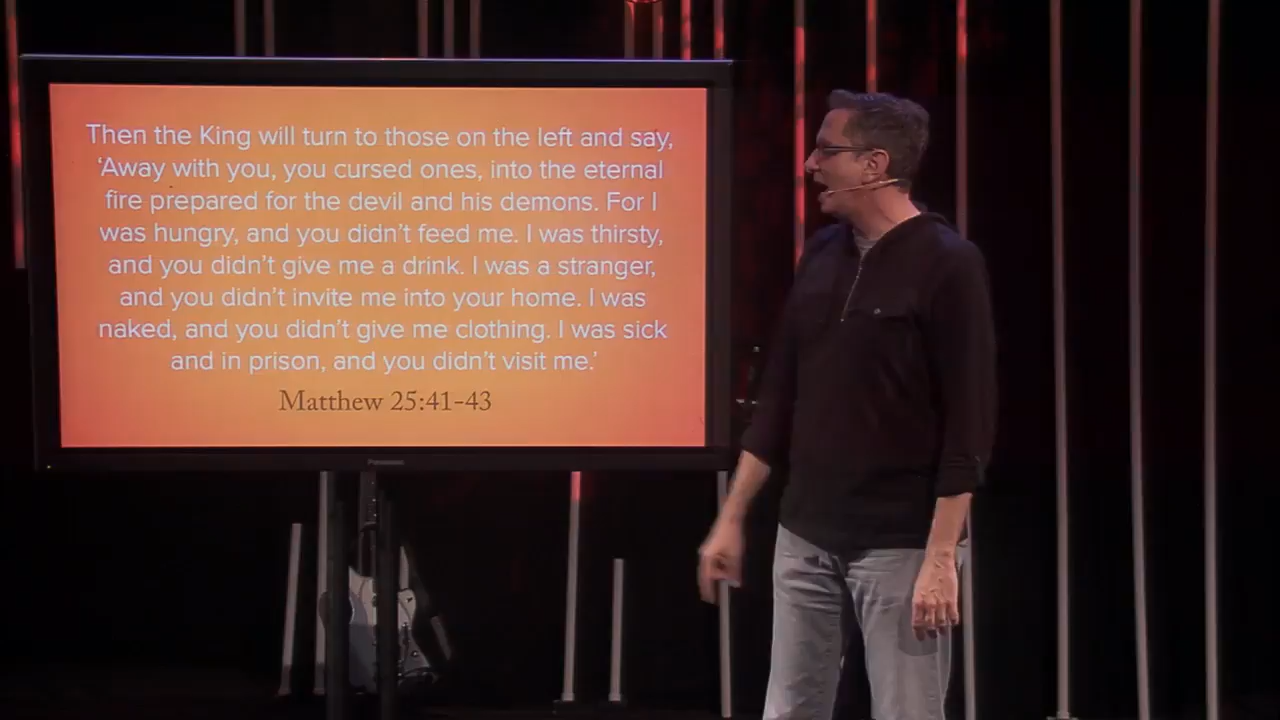 Then the King will turn to those on the left and say,
‘Away with you, you cursed ones, into the eternal
fire prepared for the devil and his demons. For I
was hungry, and you didn’t feed me. I was thirsty,
and you didn’t give me a drink. I was a stranger,
and you didn’t invite me into your home. I was
naked, and you didn’t give me clothing. I was sick
and in prison, and you didn’t visit me.’
Matthew 25:41-43
Panasonic